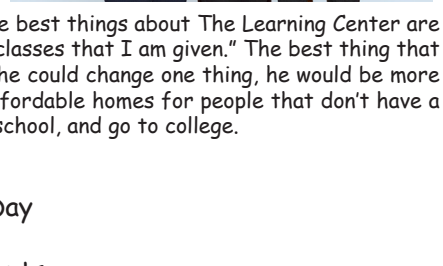 e best things about The Learning Center are
classes that I am given.” The best thing that
he could change one thing, he would be more
fordable homes for people that don’t have a
school, and go to college.
Day